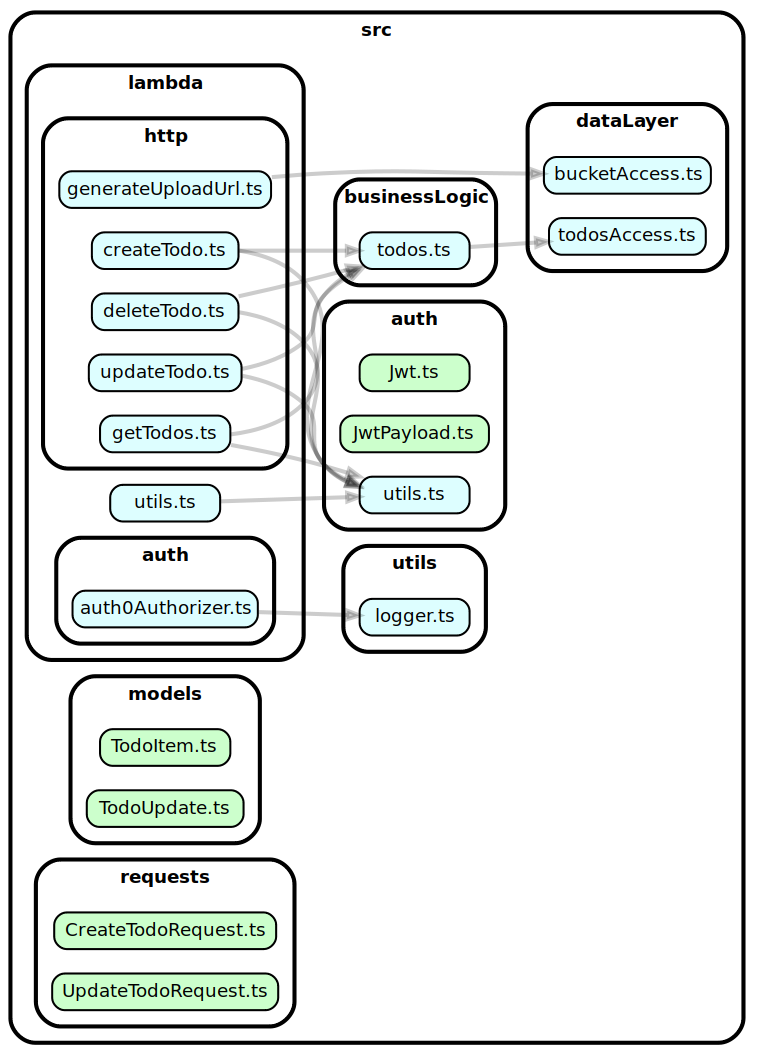 src
lambda
http
generateUploadUrl.ts
createTodo.ts
deleteTodo.ts
updateTodo.ts
getTodos.ts
utils.ts
auth
auth0Authorizer.ts
businessLogic
todos.ts
auth
Jwt.ts
JwtPayload.ts
utils.ts
utils
logger.ts
dataLayer
bucketAccess.ts
todosAccess.ts
models
TodoItem.ts
TodoUpdate.ts
requests
CreateTodoRequest.ts
UpdateTodoRequest.ts